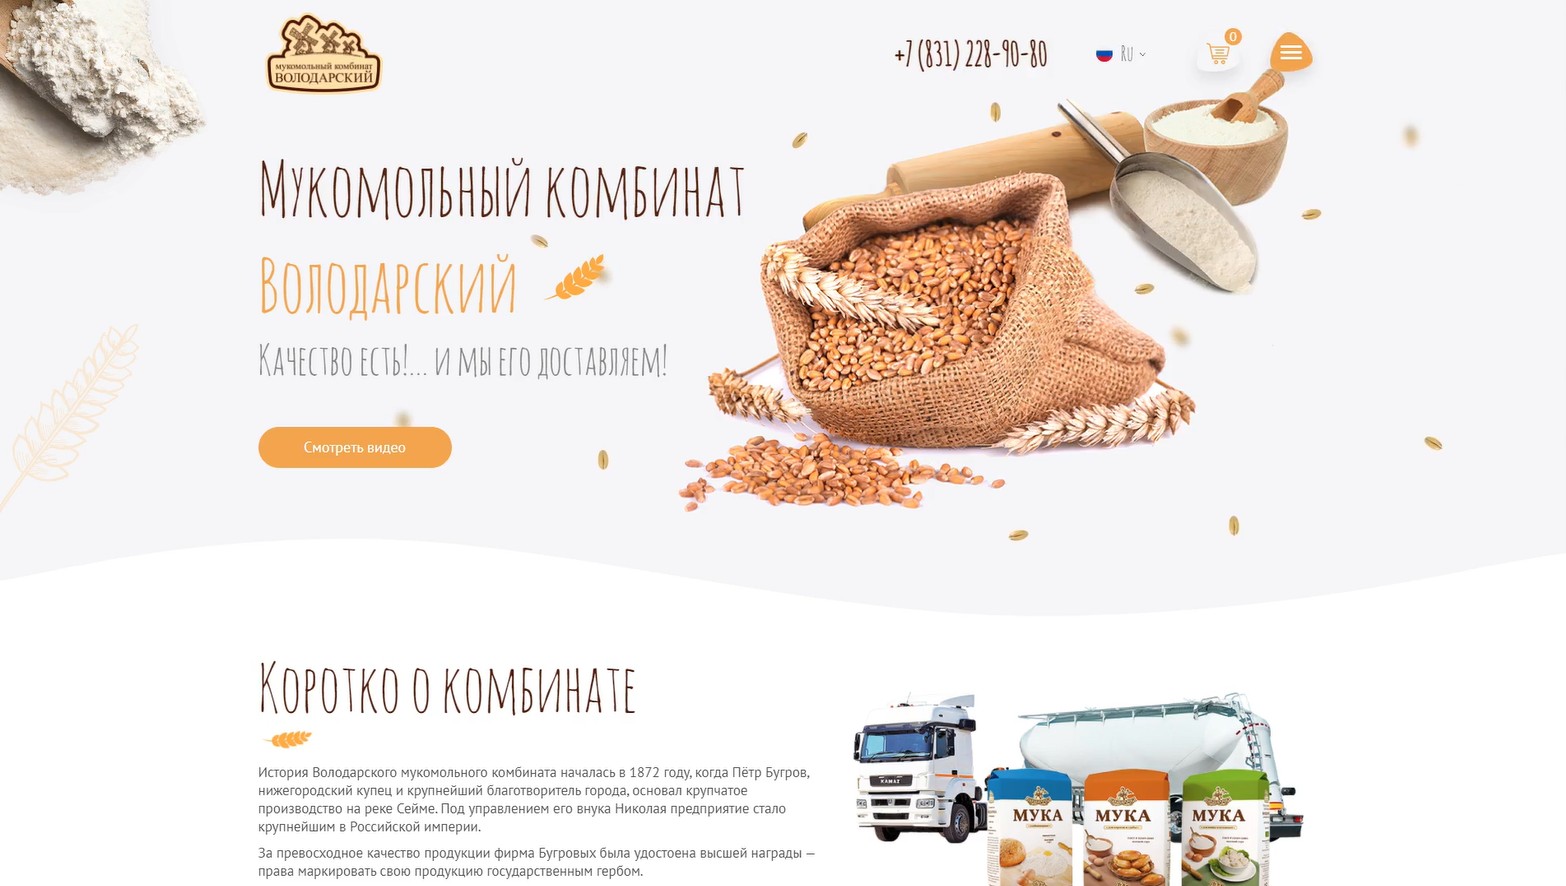 мукомольный комбинат
ВОЛОДАРСКИЙ
+7 (831) 228-90-80
RU
0
Мукомольный комбинат
Володарский
Качество есть!... и мы его доставляем!
Смотреть видео
Коротко о комбинате
История Володарского мукомольного комбината началась в 1872 году, когда Пётр Бугров,
нижегородский купец и крупнейший благотворитель города, основал крупчатое
производство на реке Сейме. Под управлением его внука Николая предприятие стало
крупнейшим в Российской империи.
За превосходное качество продукции фирма Бугровых была удостоена высшей награды —
права маркировать свою продукцию государственным гербом.
KAMAZ
МУКА
МУКА
МУКА